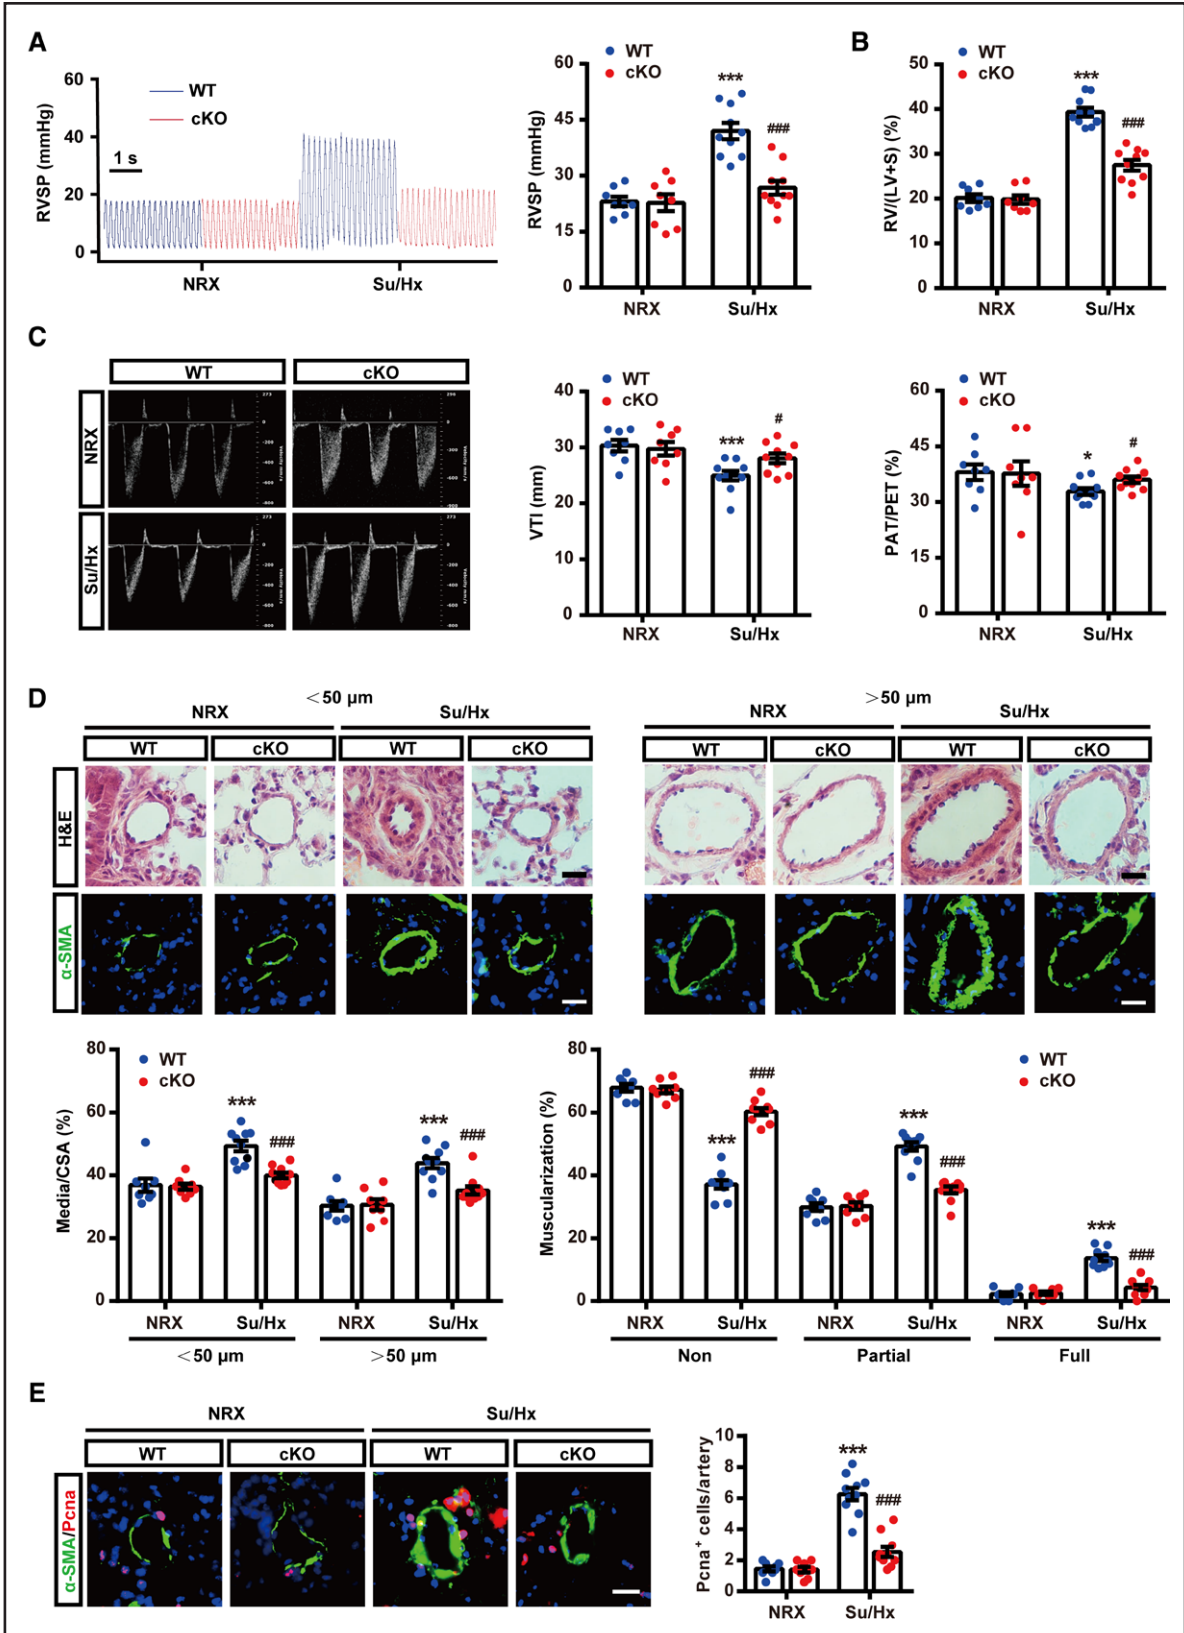 A
60
40
20
0
RVSP (mmHg)
WT
cKO
1 s
NRX
Su/Hx
WT
cKO
60
45
30
15
0
RVSP (mmHg)
***
###
NRX
Su/Hx
B
WT
cKO
50
40
30
20
10
0
RV/(LV+S) (%)
***
###
NRX
Su/Hx
C
WT
cKO
NRX
Su/Hx
WT
cKO
40
30
20
10
0
VTI (mm)
***
#
NRX
Su/Hx
WT
cKO
60
45
30
15
0
PAT/PET (%)
*
#
NRX
Su/Hx
D
<50 μm
NRX
Su/Hx
WT
cKO
WT
cKO
>50 μm
NRX
Su/Hx
WT
cKO
WT
cKO
H&E
α-SMA
80
60
40
20
0
Media/CSA (%)
WT
cKO
***
###
***
###
NRX
Su/Hx
NRX
Su/Hx
<50 μm
>50 μm
80
60
40
20
0
Muscularization (%)
WT
cKO
***
###
***
###
***
###
NRX
Su/Hx
NRX
Su/Hx
NRX
Su/Hx
Non
Partial
Full
E
NRX
Su/Hx
WT
cKO
WT
cKO
α-SMA/Pcna
10
8
6
4
2
0
Pcna+ cells/artery
***
###
NRX
Su/Hx